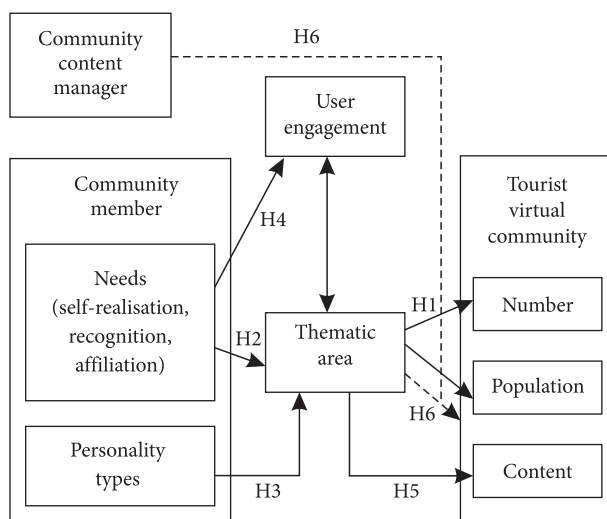 Community
content
manager
H6
User
engagement
Community
member
H4
Needs
(self-realisation,
recognition,
affiliation)
H2
Thematic
area
H1
Tourist
virtual
community
Number
Population
H6
Personality
types
H3
H5
Content